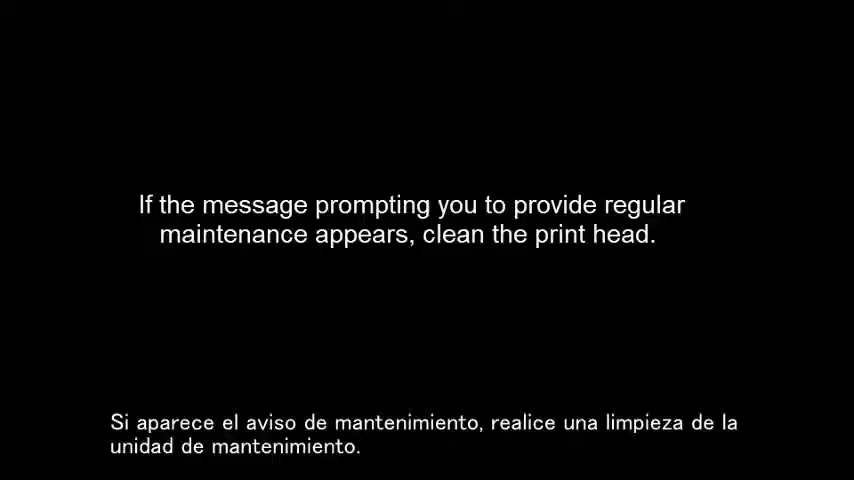 If the message prompting you to provide regular
maintenance appears, clean the print head.
Si aparece el aviso de mantenimiento, realice una limpieza de la
unidad de mantenimiento.